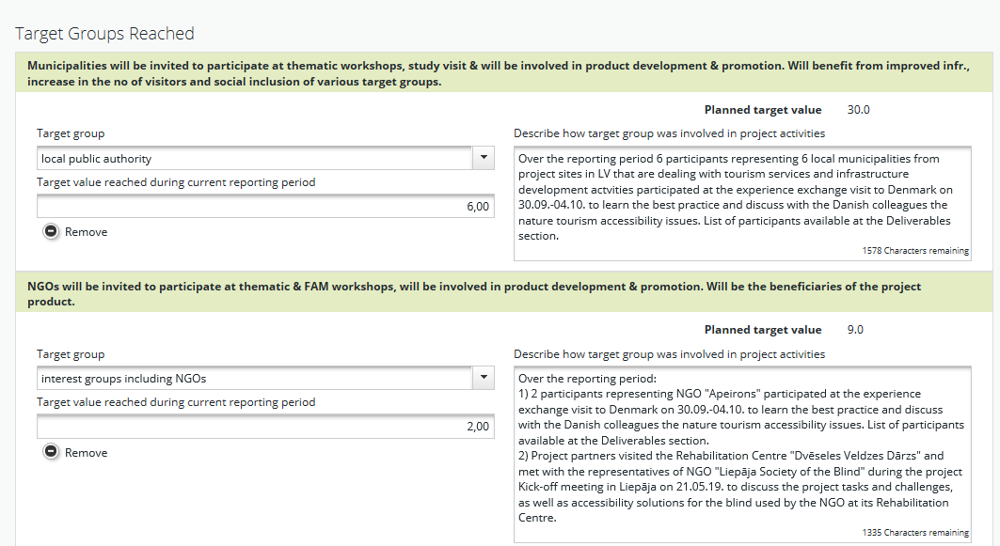 Target Groups Reached
Municipalities will be invited to participate at thematic workshops, study visit & will be involved in product development & promotion. Will benefit from improved infr.,
increase in the no of visitors and social inclusion of various target groups.
Planned target value 30.0
Target group
local public authority
Target value reached during current reporting period
6,00
Remove
Describe how target group was involved in project activities
Over the reporting period 6 participants representing 6 local municipalities from
project sites in LV that are dealing with tourism services and infrastructure
development actvities participated at the experience exchange visit to Denmark on
30.09.-04.10. to learn the best practice and discuss with the Danish colleagues the
nature tourism accessibility issues. List of participants available at the Deliverables
section.
1578 Characters remaining
NGOs will be invited to participate at thematic & FAM workshops, will be involved in product development & promotion. Will be the beneficiaries of the project
product.
Planned target value 9.0
Target group
interest groups including NGOs
Target value reached during current reporting period
2,00
Remove
Describe how target group was involved in project activities
Over the reporting period:
1) 2 participants representing NGO "Apeirons" participated at the experience
exchange visit to Denmark on 30.09.-04.10. to learn the best practice and discuss
with the Danish colleagues the nature tourism accessibility issues. List of participants
available at the Deliverables section.
2) Project partners visited the Rehabilitation Centre "Dvēseles Veldzes Dārzs" and
met with the representatives of NGO "Liepāja Society of the Blind" during the project
Kick-off meeting in Liepāja on 21.05.19. to discuss the project tasks and challenges,
as well as accessibility solutions for the blind used by the NGO at its Rehabilitation
Centre.
1335 Characters remaining